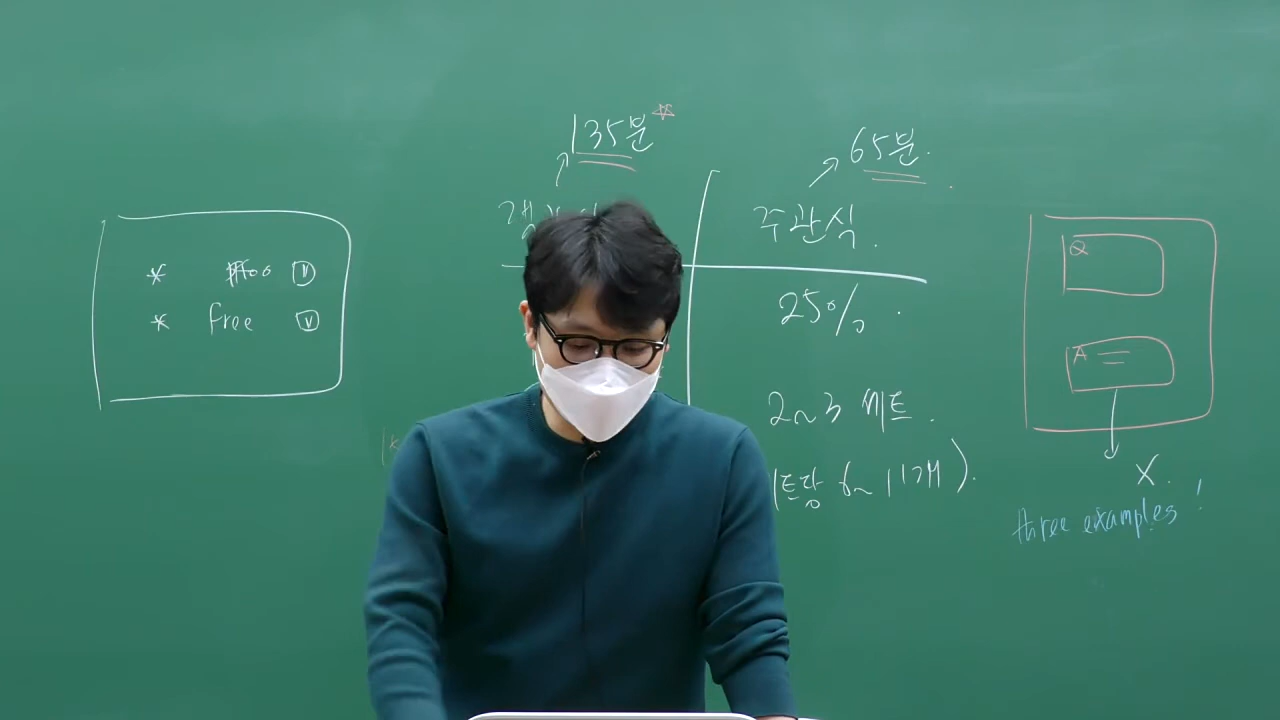 135분
65분.
주관식.
25%.
2~3 세트.
트당 6~11개).
* free V
Q
A
X.
three examples!